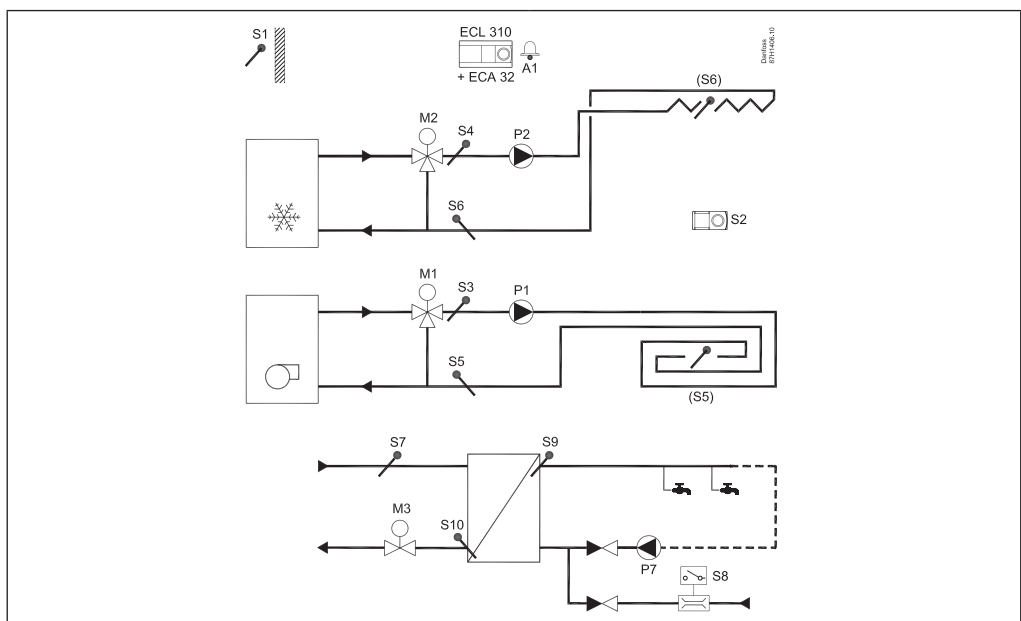 S1
ECL 310
A1
+ ECA 32
Danfoss
87H1406.10
(S6)
M2
S4
P2
S6
S2
M1
S3
P1
S5
(S5)
S7
S9
M3
S10
P7
S8